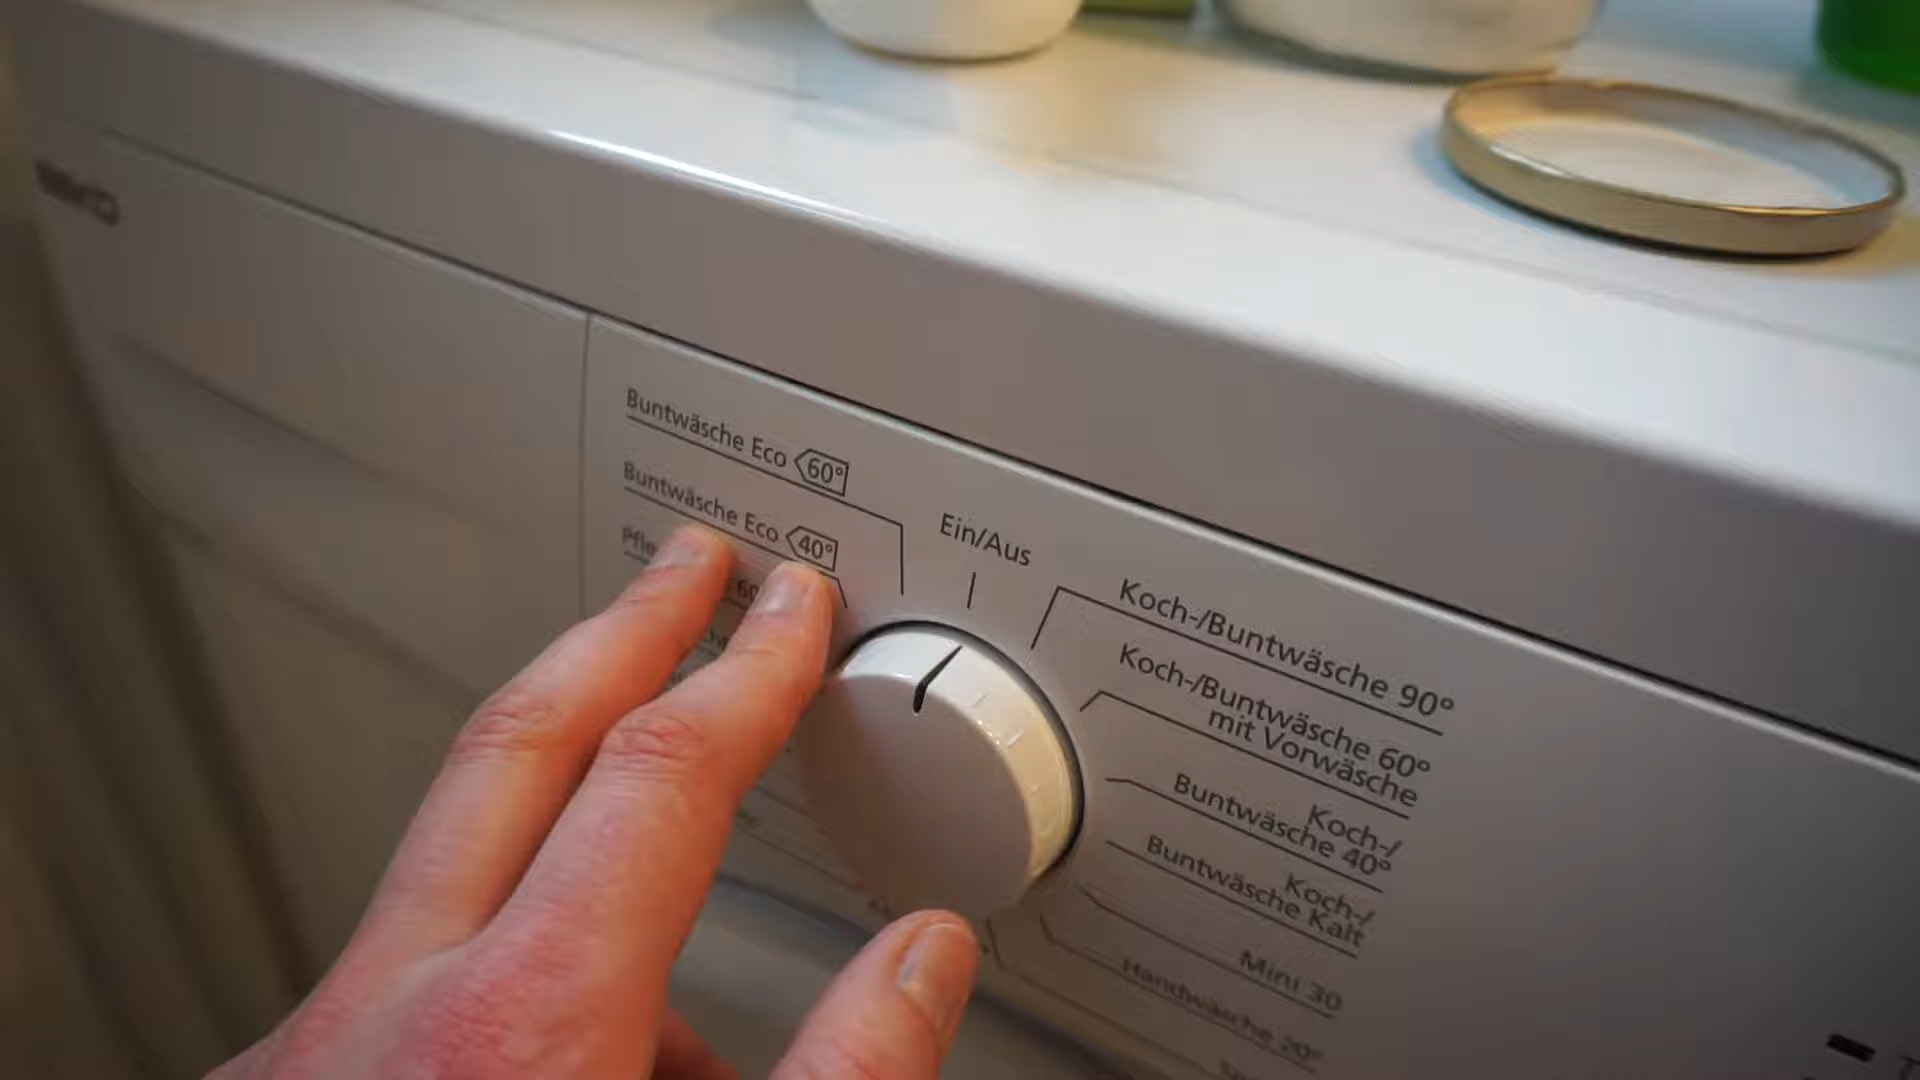 Buntwäsche Eco 60°
Buntwäsche Eco 40°
Ein/Aus
Koch-/Buntwäsche 90°
Koch-/Buntwäsche 60°
mit Vorwäsche
Koch-/
Buntwäsche 40°
Koch-/
Buntwäsche Kalt
Mini 30
Handwäsche 20°